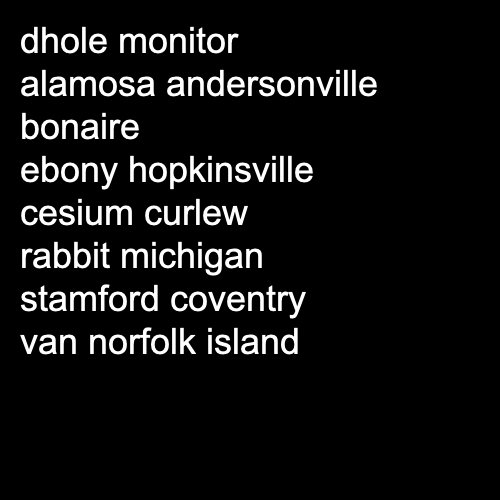 dhole monitor
alamosa andersonville
bonaire
ebony hopkinsville
cesium curlew
rabbit michigan
stamford coventry
van norfolk island